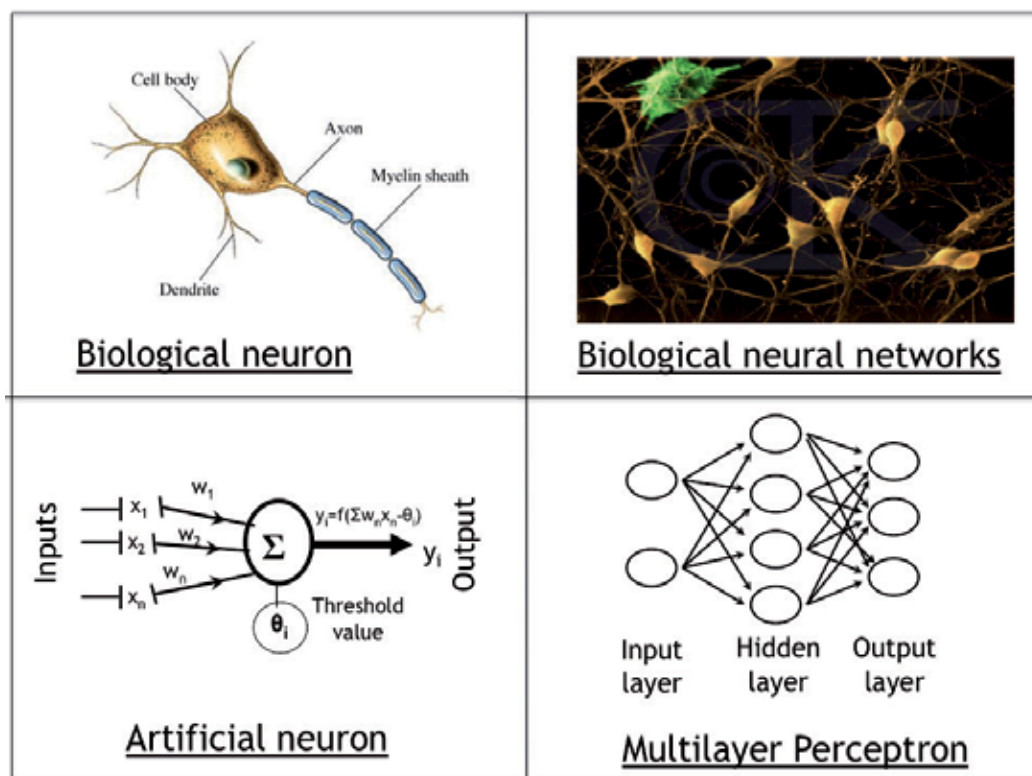 Cell body
Axon
Myelin sheath
Dendrite
Biological neuron
Biological neural networks
Inputs
x1
x2
xn
w1
w2
wn
Σ
yi=f(Σwnxn-θi)
yi
Output
θi
Threshold
value
Artificial neuron
Input
layer
Hidden
layer
Output
layer
Multilayer Perceptron